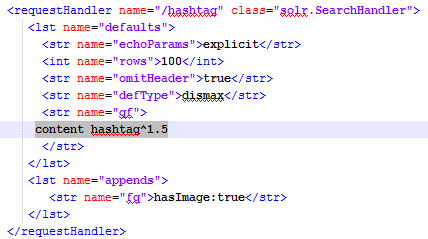 <requestHandler name="/hashtag" class="solr.SearchHandler">
<lst name="defaults">
<str name="echoParams">explicit</str>
<int name="rows">100</int>
<str name="omitHeader">true</str>
<str name="defType">dismax</str>
<str name="qf">
content hashtag^1.5
</str>
</lst>
<lst name="appends">
<str name="fq">hasImage:true</str>
</lst>
</requestHandler>